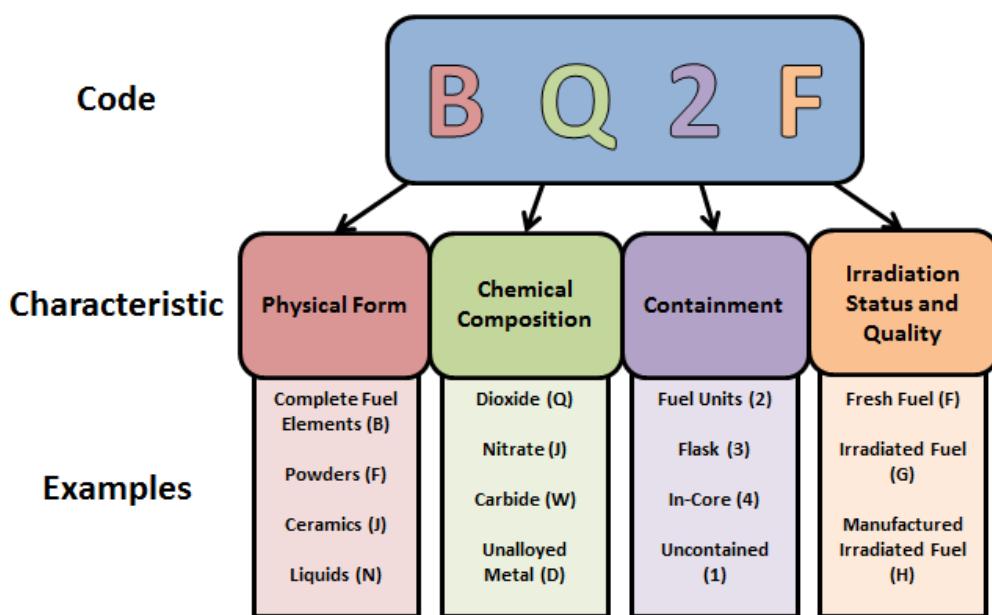 Code
B Q 2 F
Characteristic
Physical Form
Chemical
Composition
Containment
Irradiation
Status and
Quality
Examples
Complete Fuel
Elements (B)
Powders (F)
Ceramics (J)
Liquids (N)
Dioxide (Q)
Nitrate (J)
Carbide (W)
Unalloyed
Metal (D)
Fuel Units (2)
Flask (3)
In-Core (4)
Uncontained
(1)
Fresh Fuel (F)
Irradiated Fuel
(G)
Manufactured
Irradiated Fuel
(H)